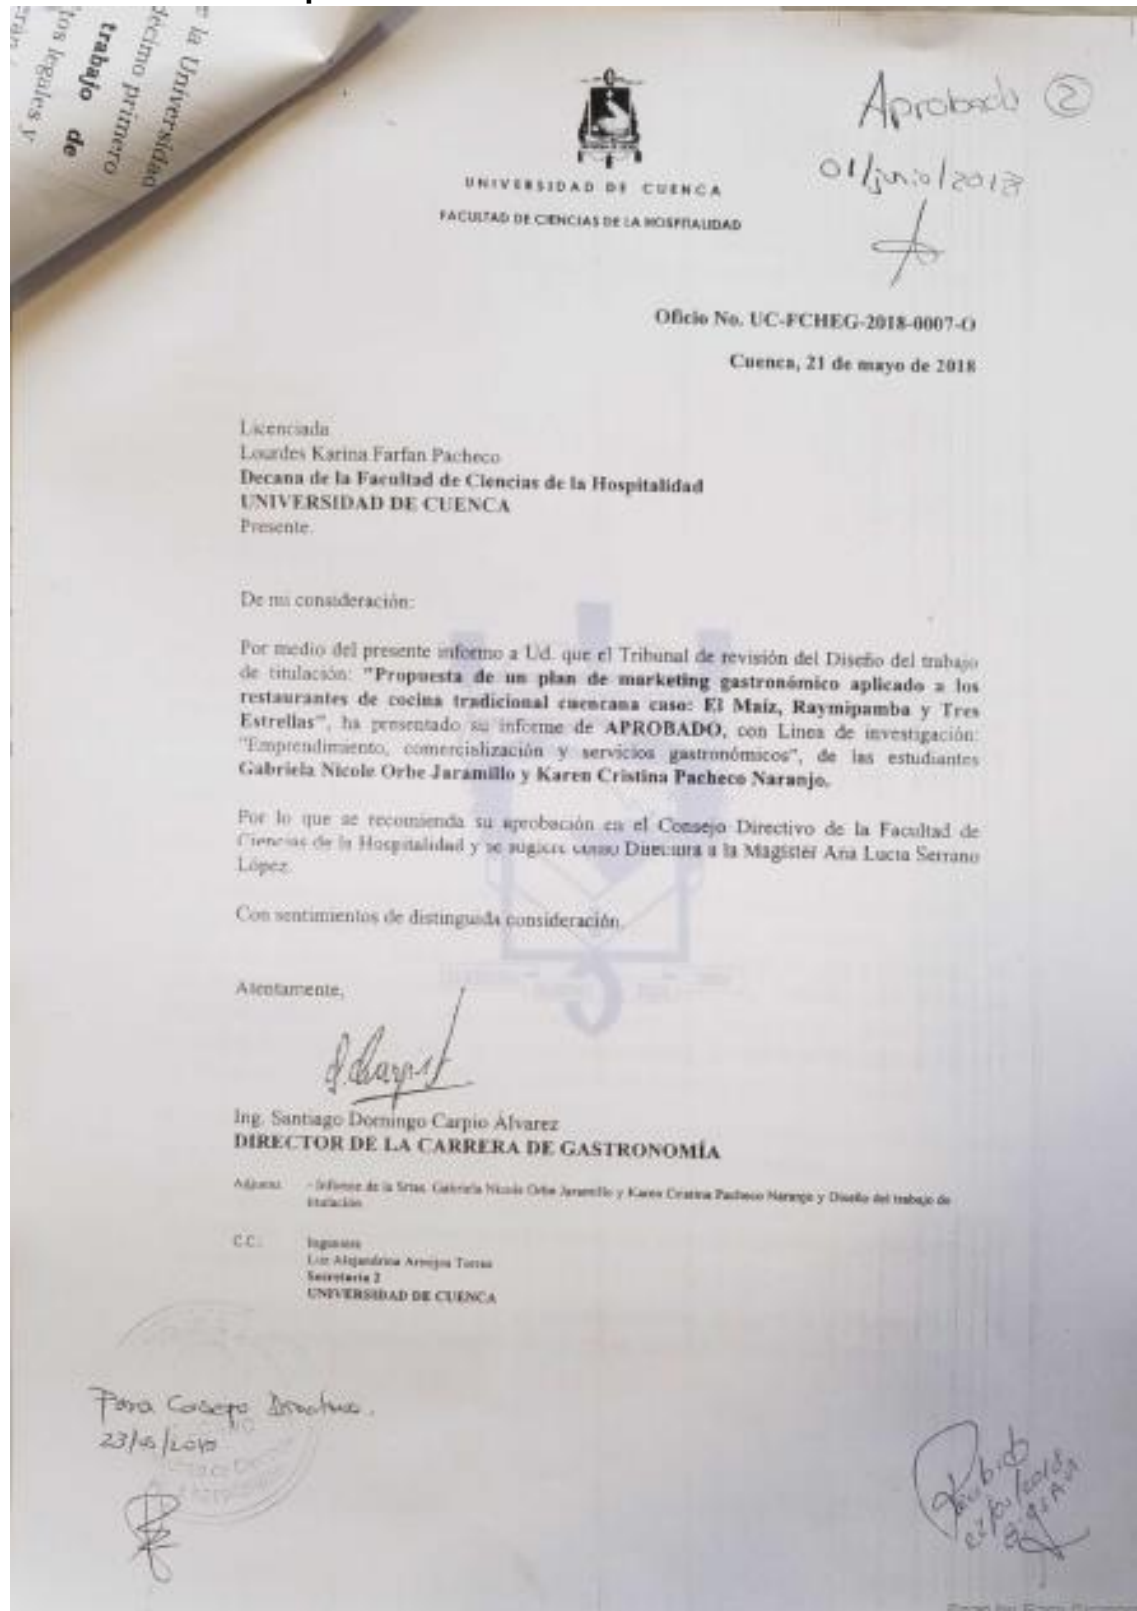 e la Universidad
decimo primero
trabajo de
tos legales y
Aprobado 2
01/junio/2018
UNIVERSIDAD DE CUENCA
FACULTAD DE CIENCIAS DE LA HOSPITALIDAD
Oficio No. UC-FCHEG-2018-0007-O
Cuenca, 21 de mayo de 2018
Licenciada
Lourdes Karina Farfan Pacheco
Decana de la Facultad de Ciencias de la Hospitalidad
UNIVERSIDAD DE CUENCA
Presente.
De mi consideración:
Por medio del presente informo a Ud. que el Tribunal de revisión del Diseño del trabajo
de titulación: "Propuesta de un plan de marketing gastronómico aplicado a los
restaurantes de cocina tradicional cuencana caso: El Maíz, Raymipamba y Tres
Estrellas", ha presentado su informe de APROBADO, con Linea de investigación:
"Emprendimiento, comercialización y servicios gastronómicos", de las estudiantes
Gabriela Nicole Orbe Jaramillo y Karen Cristina Pacheco Naranjo.
Por lo que se recomienda su aprobación en el Consejo Directivo de la Facultad de
Ciencias de la Hospitalidad y se sugiere como Directora a la Magister Ana Lucia Serrano
López.
Con sentimientos de distinguida consideración,
Atentamente,
Ing. Santiago Domingo Carpio Álvarez
DIRECTOR DE LA CARRERA DE GASTRONOMÍA
Adjunto: - Informe de la Srtas. Gabriela Nicole Orbe Jaramillo y Karen Cristina Pacheco Naranjo y Diseño del trabajo de
titulación
C.C.: Ingeniera
Luz Alejandrina Torres
Secretaria 2
UNIVERSIDAD DE CUENCA
Para Consejo Directivo.
Recibido